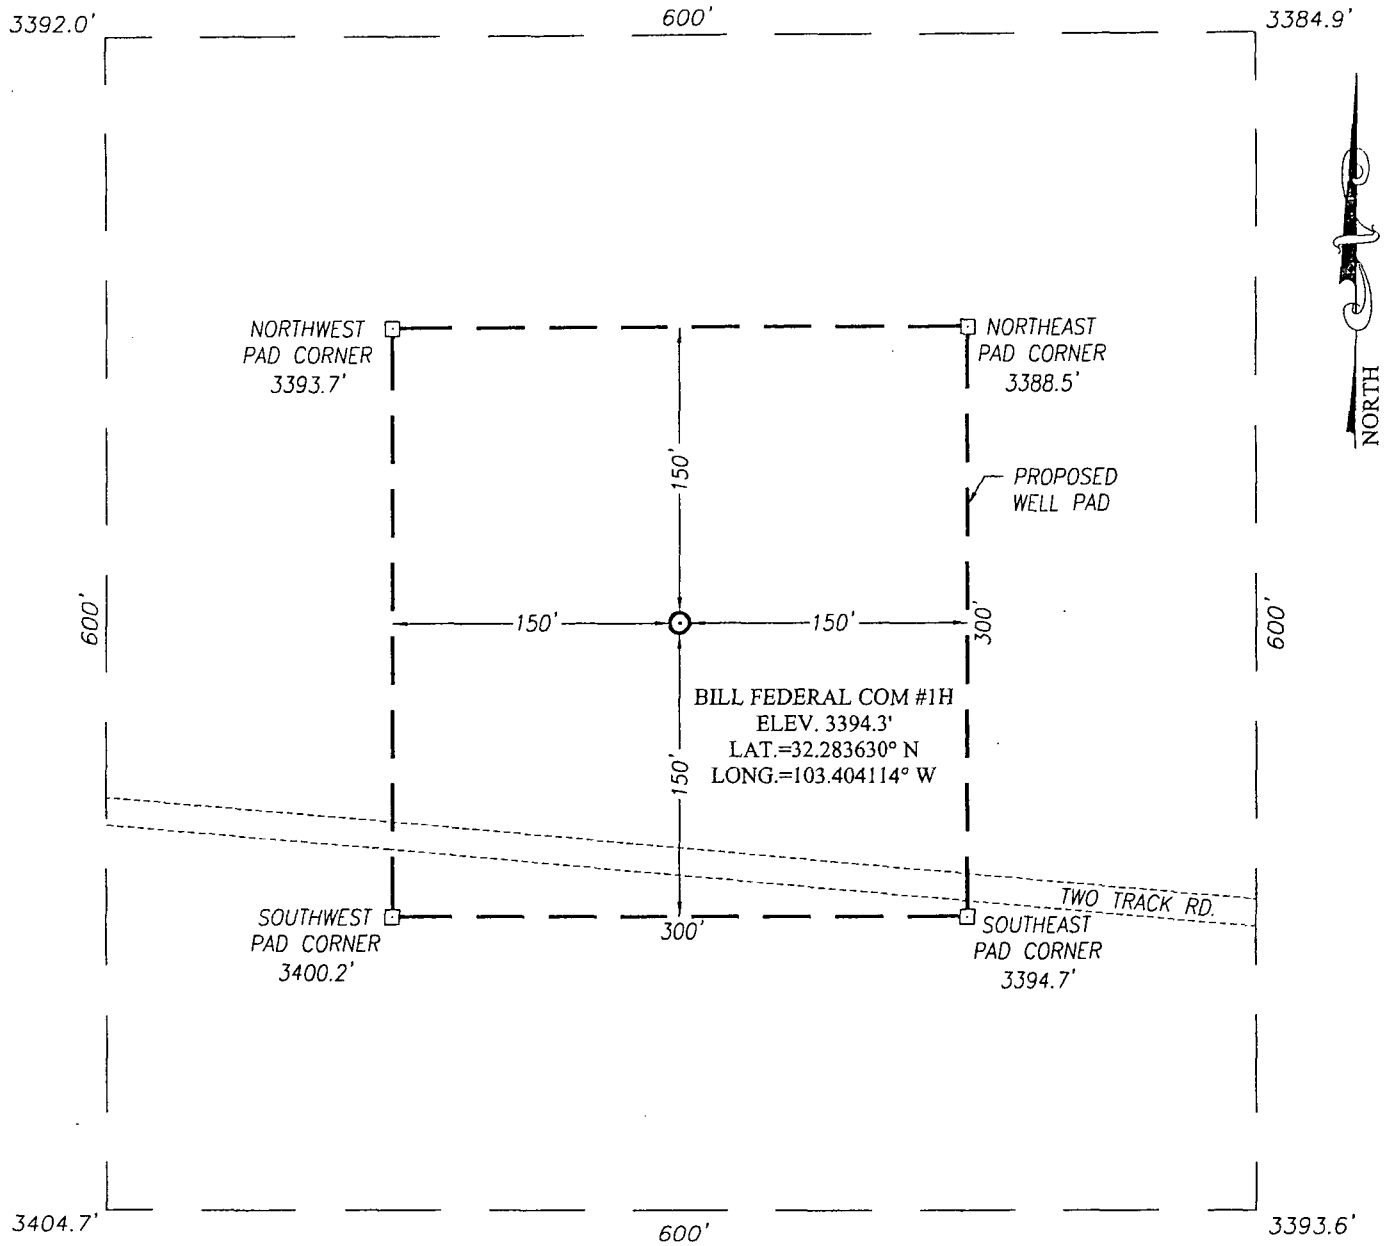 3392.0'
600'
3384.9'
NORTH
NORTHWEST
PAD CORNER
3393.7'
NORTHEAST
PAD CORNER
3388.5'
150'
PROPOSED
WELL PAD
600'
150'
150'
300'
600'
BILL FEDERAL COM #1H
ELEV. 3394.3'
LAT.=32.283630° N
LONG.=103.404114° W
150'
TWO TRACK RD.
SOUTHWEST
PAD CORNER
3400.2'
300'
SOUTHEAST
PAD CORNER
3394.7'
3404.7'
600'
3393.6'